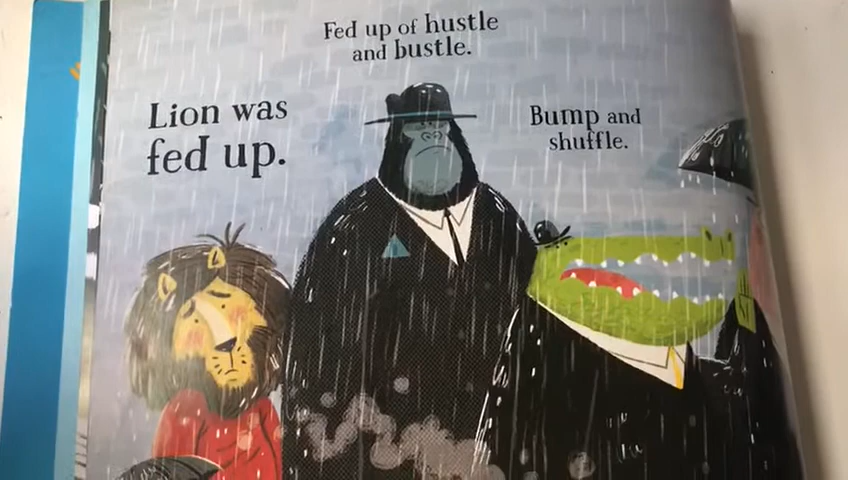 Lion was
fed up.
Fed up of hustle
and bustle.
Bump and
shuffle.